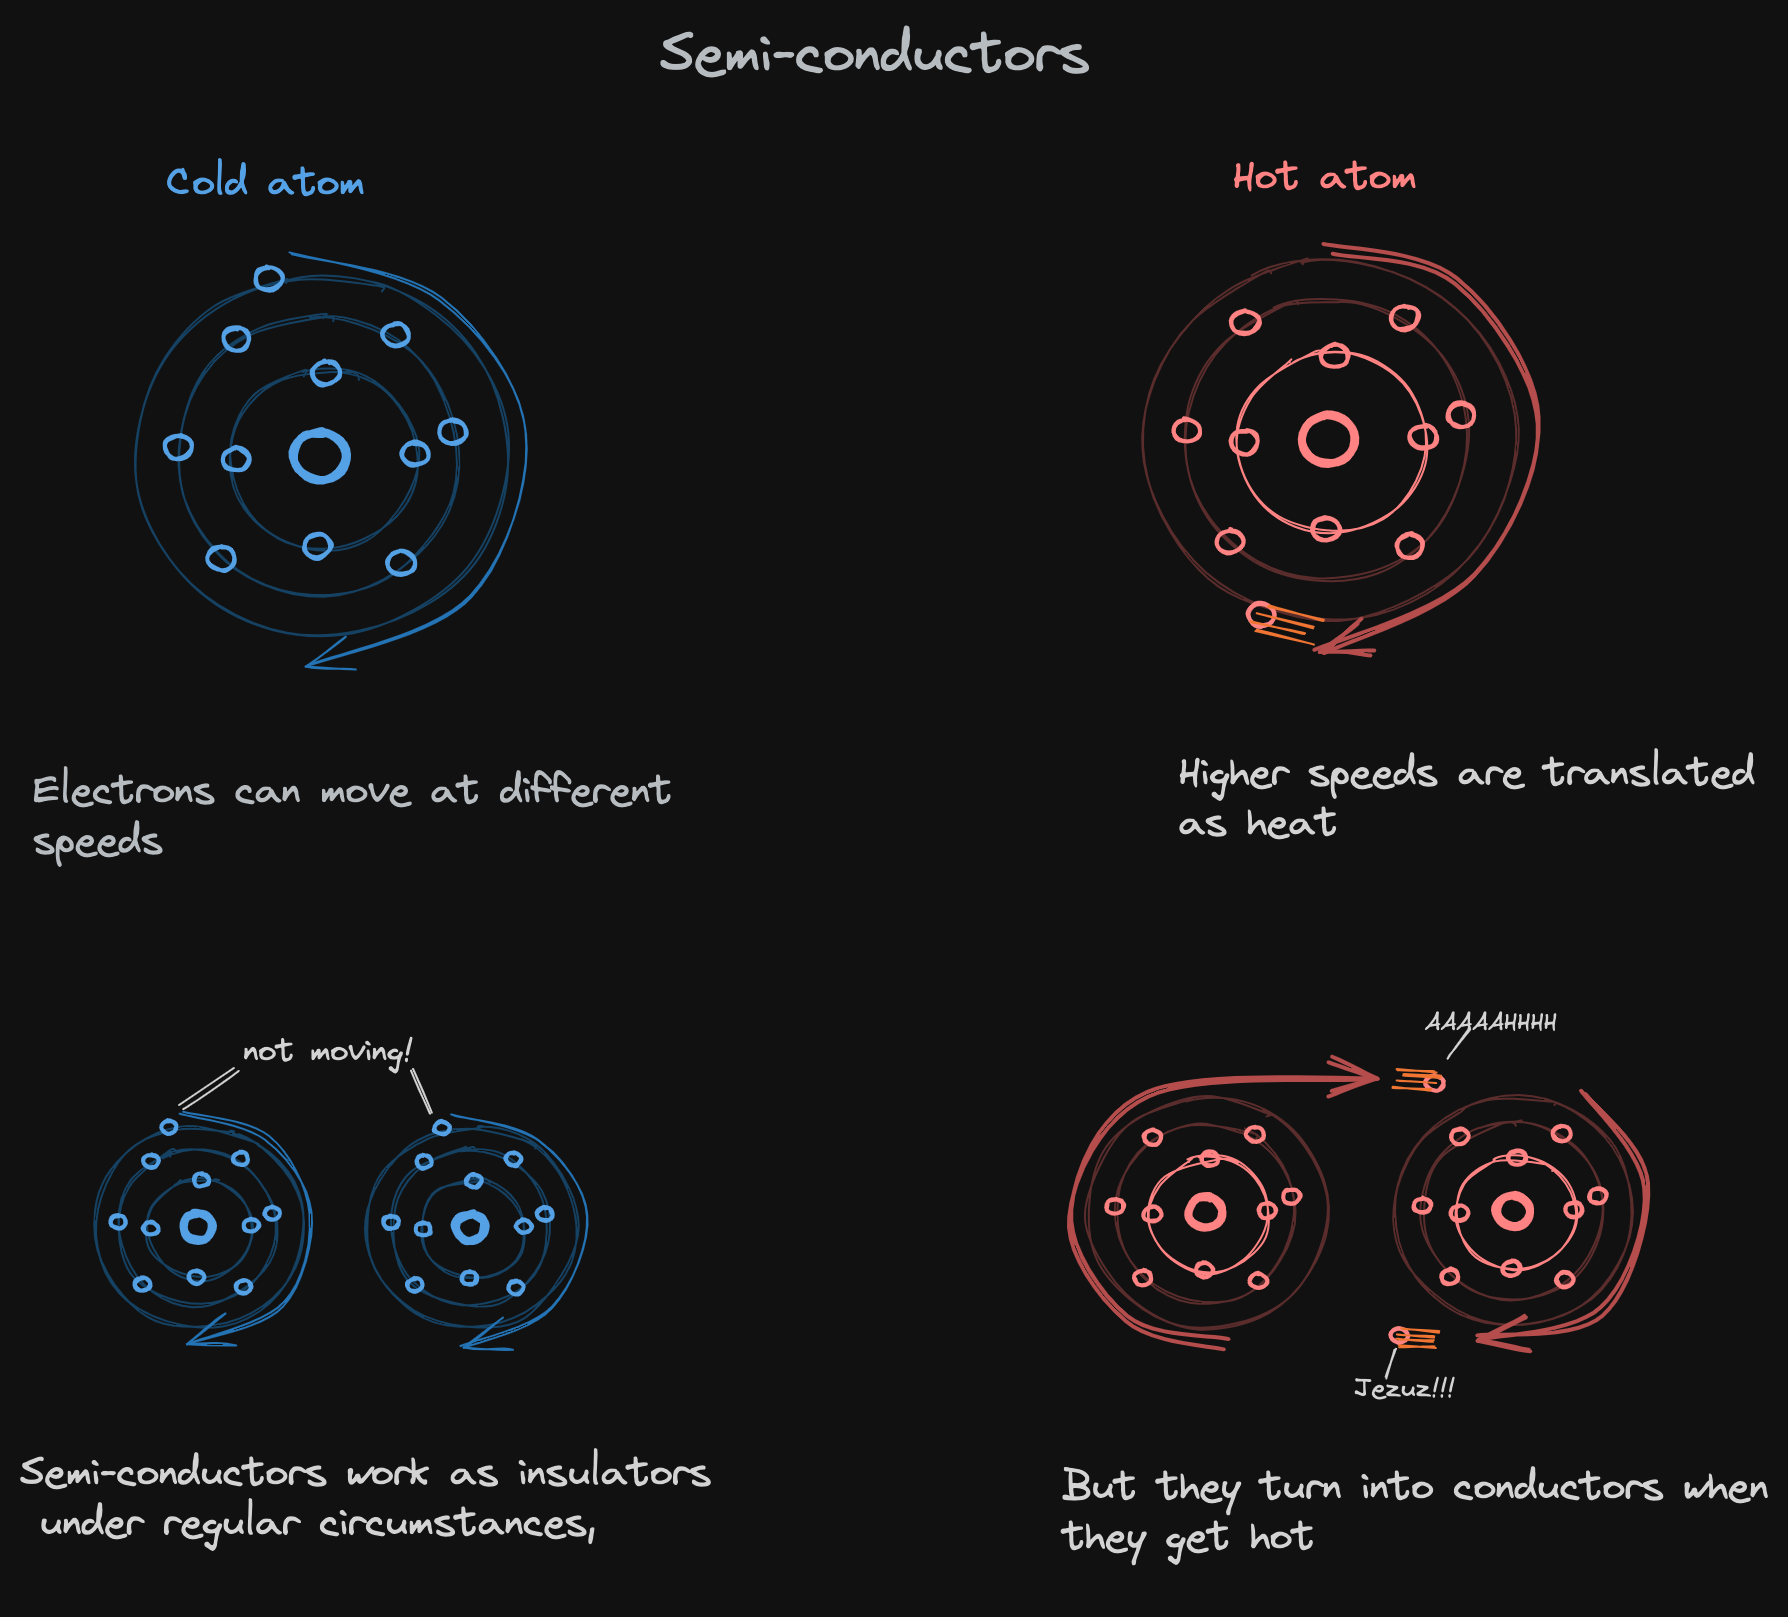 Semi-conductors
Cold atom
Hot atom
Electrons can move at different
speeds
Higher speeds are translated
as heat
not moving!
AAAAAHHHH
Jezuz!!!
Semi-conductors work as insulators
under regular circumstances,
But they turn into conductors when
they get hot